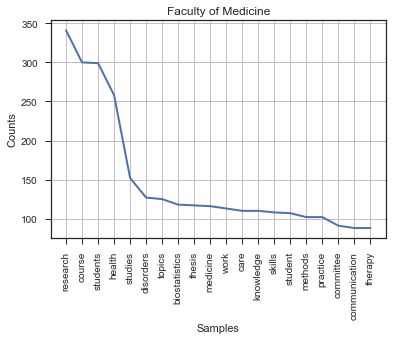 Faculty of Medicine
350
300
250
200
150
100
Counts
research
course
students
health
studies
disorders
topics
biostatistics
thesis
medicine
work
care
knowledge
skills
student
methods
practice
committee
communication
therapy
Samples